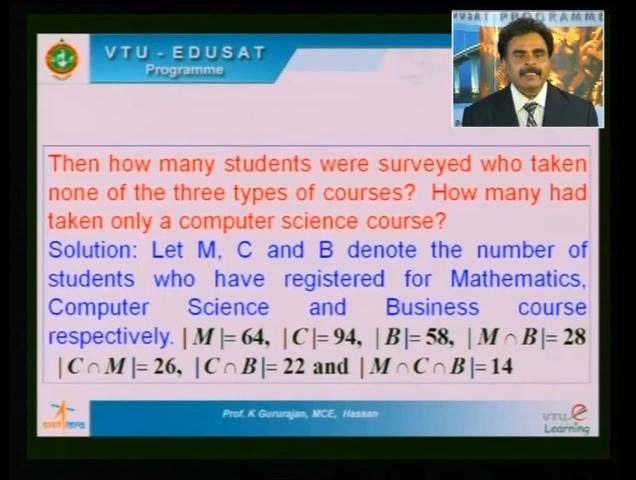 VTU - EDUSAT
Programme
Then how many students were surveyed who taken
none of the three types of courses? How many had
taken only a computer science course?
Solution: Let M, C and B denote the number of
students who have registered for Mathematics,
Computer Science and Business course
respectively. |M|= 64, |C|= 94, |B|= 58, |M ∩ B|= 28
|C ∩ M|= 26, |C ∩ B|= 22 and |M ∩ C ∩ B|= 14
Prof. K Gururajan, MCE, Hassan
VTU e
Learning